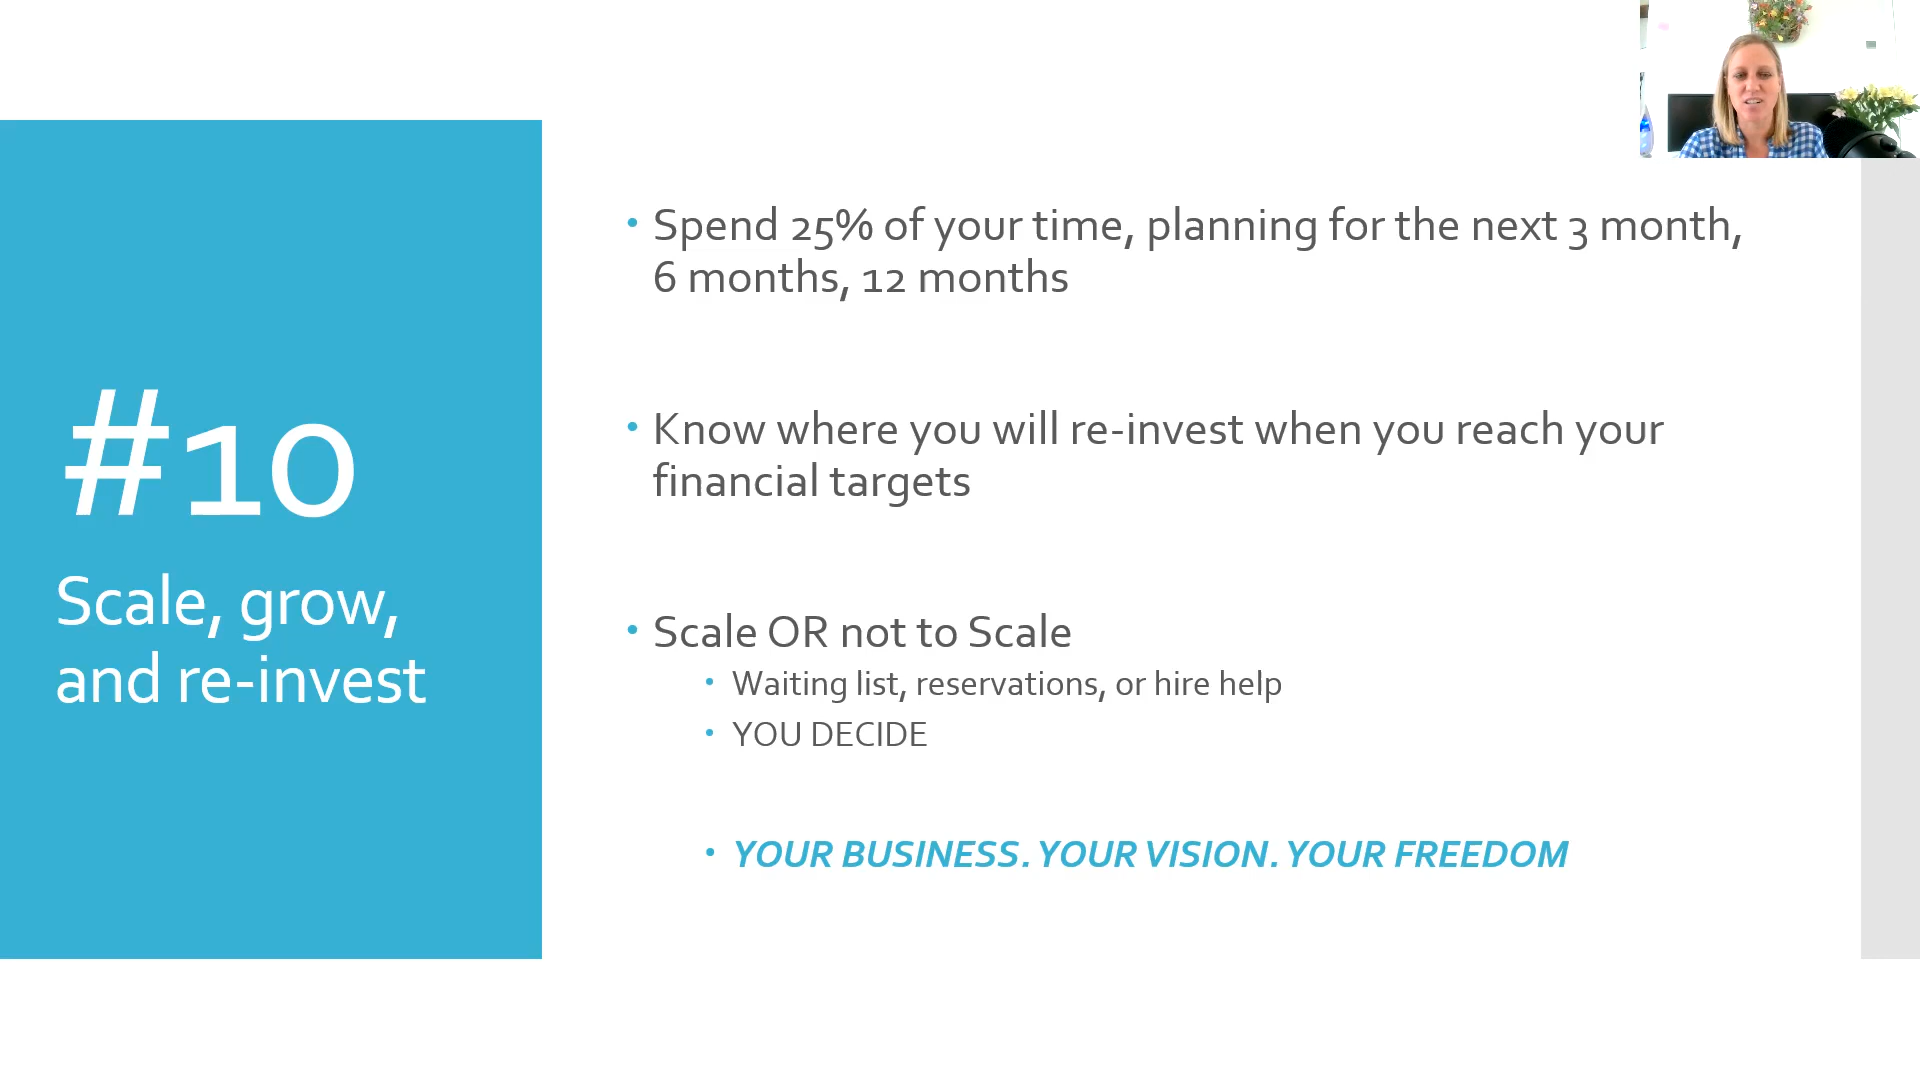 #10
Scale, grow,
and re-invest
• Spend 25% of your time, planning for the next 3 month,
6 months, 12 months
• Know where you will re-invest when you reach your
financial targets
• Scale OR not to Scale
• Waiting list, reservations, or hire help
• YOU DECIDE
• YOUR BUSINESS. YOUR VISION. YOUR FREEDOM